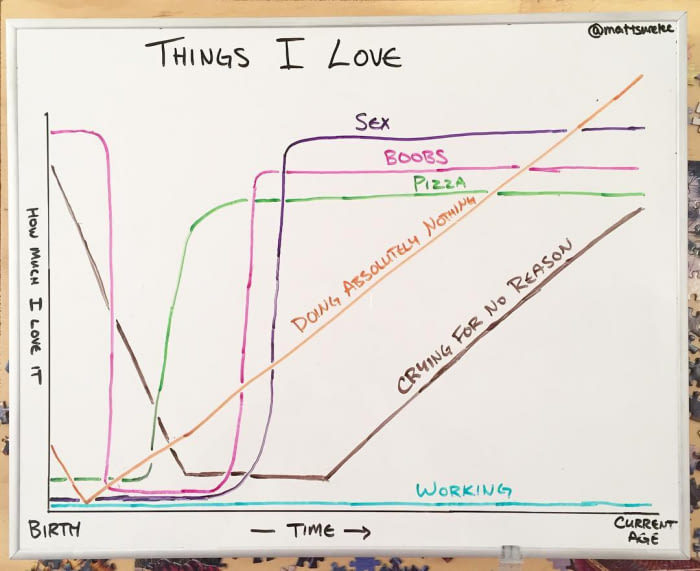 @mattsurelee
THINGS I LOVE
SEX
BOOBS
PIZZA
DOING ABSOLUTELY NOTHING
CRYING FOR NO REASON
HOW MUCH I LOVE IT
WORKING
BIRTH
— TIME →
CURRENT
AGE